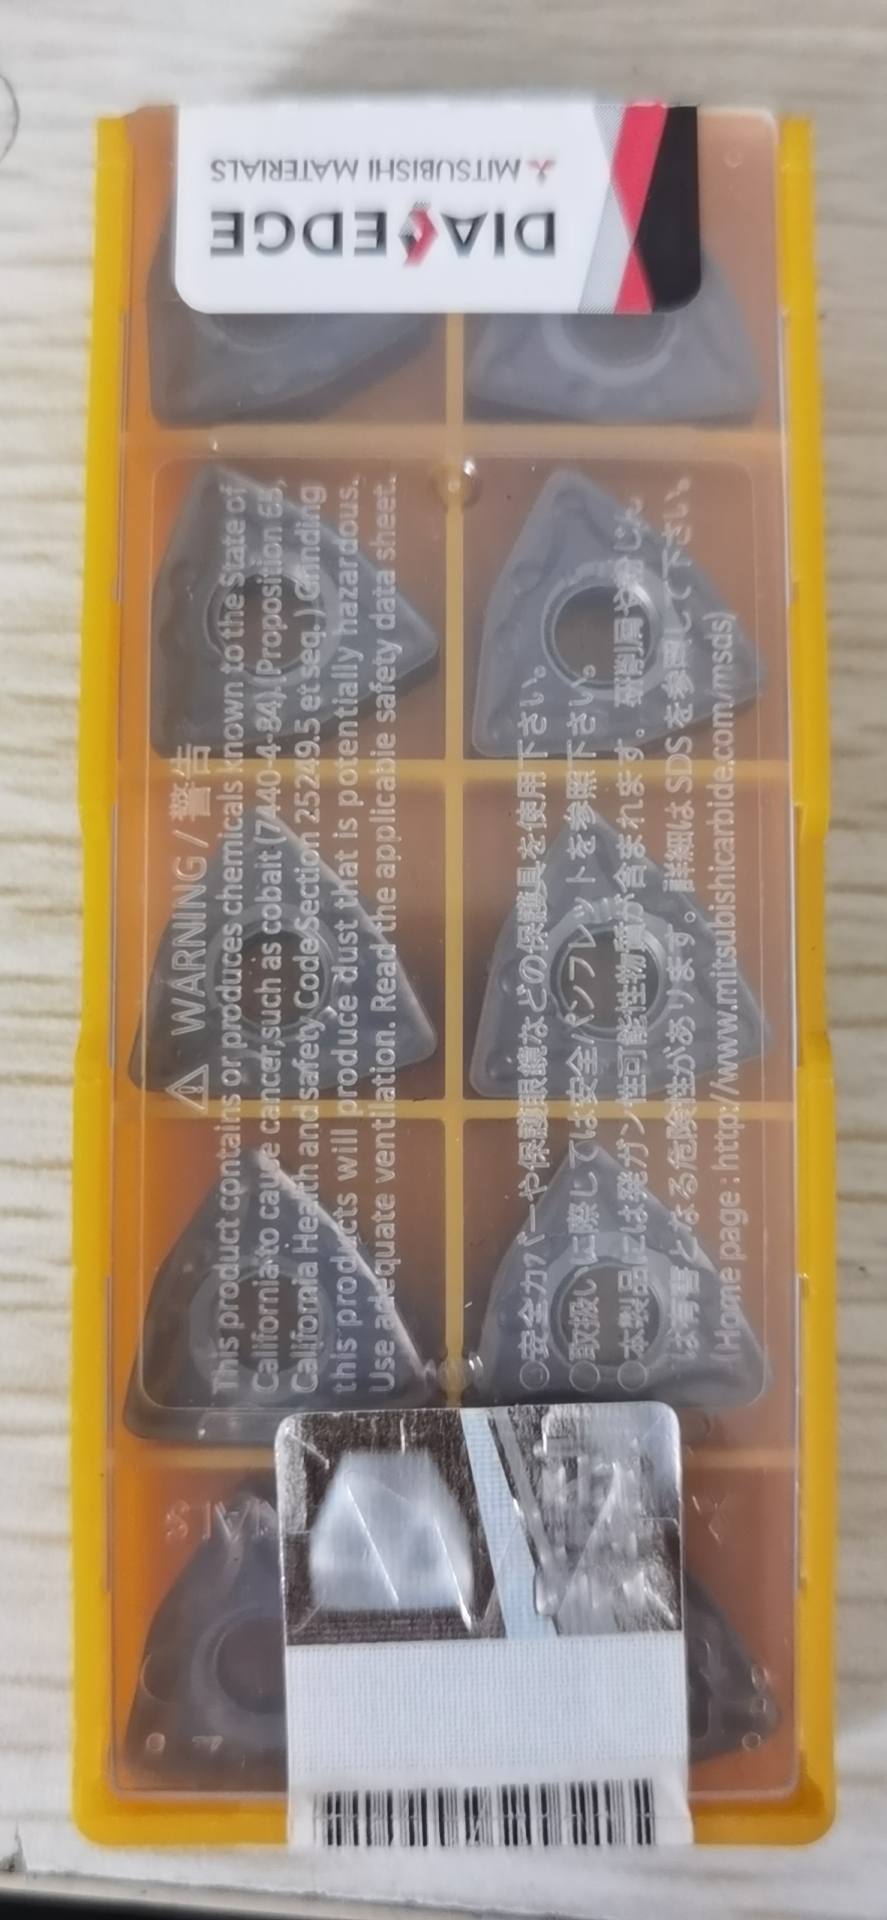 MITSUBISHI MATERIALS
DIAEDGE
⚠ WARNING / 警告
This product contains or produces chemicals known to the State of
California to cause cancer, such as cobalt (7440-4-84). (Proposition 65,
California Health and safety Code Section 25249.5 et seq.) Grinding
this products will produce dust that is potentially hazardous.
Use adequate ventilation. Read the applicable safety data sheet.
○安全カバーや保護眼鏡などの保護具を使用下さい。
○取扱いに際しては安全パンフレットを参照下さい。
○本製品には発ガン性可能性物質が含まれます。研削屑や粉じん
は有害となる危険性があります。詳細は SDS を参照して下さい。
(Home page : http://www.mitsubishicarbide.com/msds)